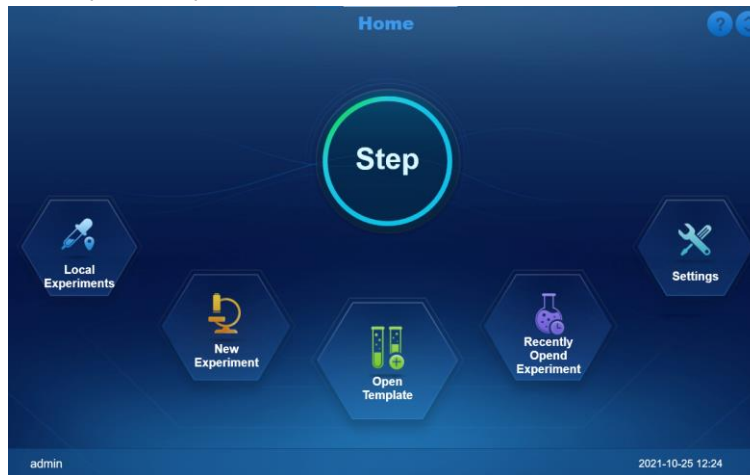 Home
?
Step
Local
Experiments
Settings
New
Experiment
Recently
Opend
Experiment
Open
Template
admin
2021-10-25 12:24